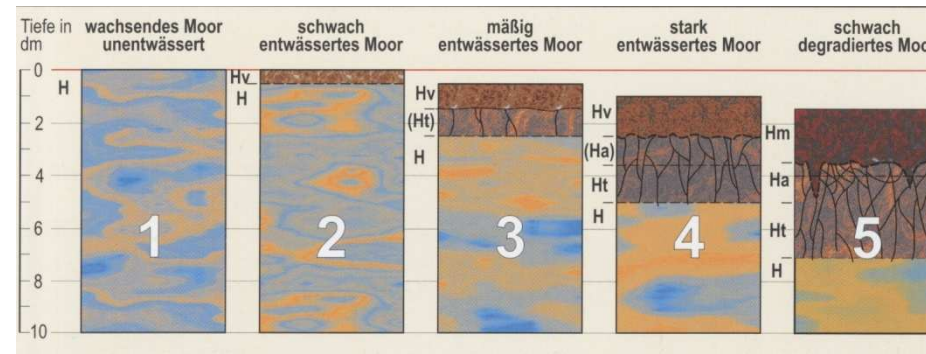 Tiefe in
dm
wachsendes Moor
unentwässert
schwach
entwässertes Moor
mäßig
entwässertes Moor
stark
entwässertes Moor
schwach
degradiertes Moo
0
2
4
6
8
10
H
1
Hv
H
2
Hv
(Ht)
H
3
Hv
(Ha)
Ht
H
4
Hm
Ha
Ht
H
5